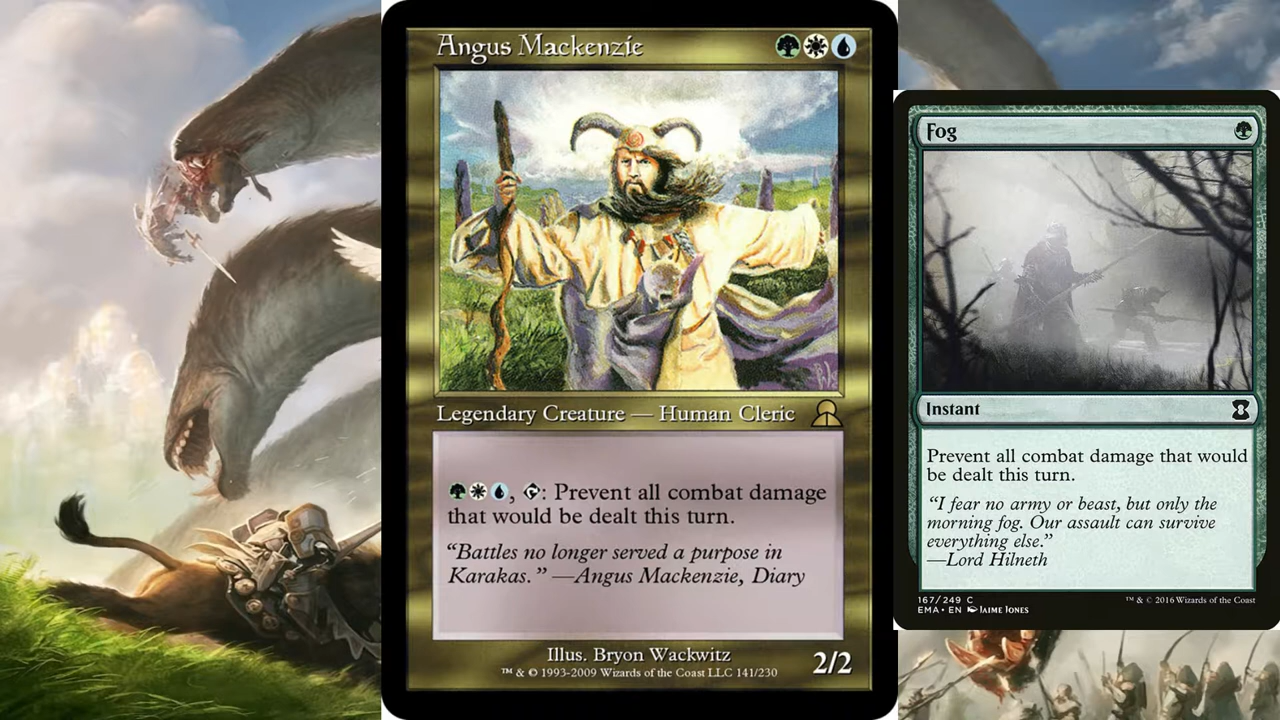 Angus Mackenzie
Legendary Creature — Human Cleric
, : Prevent all combat damage
that would be dealt this turn.
“Battles no longer served a purpose in
Karakas.” —Angus Mackenzie, Diary
Illus. Bryon Wackwitz
™ & © 1993-2009 Wizards of the Coast LLC 141/230
2/2
Fog
Instant
Prevent all combat damage that would
be dealt this turn.
“I fear no army or beast, but only the
morning fog. Our assault can survive
everything else.”
—Lord Hilneth
167/249 C
EMA • EN Jaime Jones
™ & © 2016 Wizards of the Coast